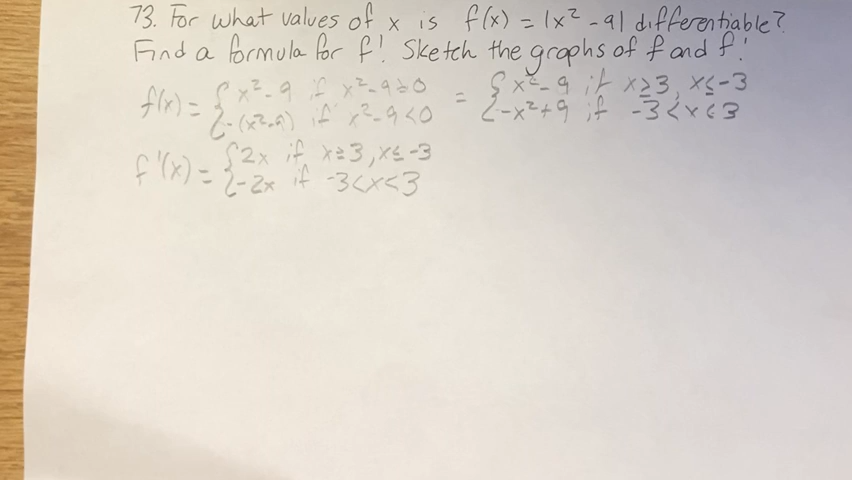 73. For what values of x is f(x) = |x² - 9| differentiable?
Find a formula for f'. Sketch the graphs of f and f'.
f(x) = { x² - 9 if x² - 9 ≥ 0 = { x² - 9 if x ≥ 3, x ≤ -3
{ -(x² - 9) if x² - 9 < 0 { -x² + 9 if -3 < x < 3
f'(x) = { 2x if x ≥ 3, x ≤ -3
{ -2x if -3 < x < 3